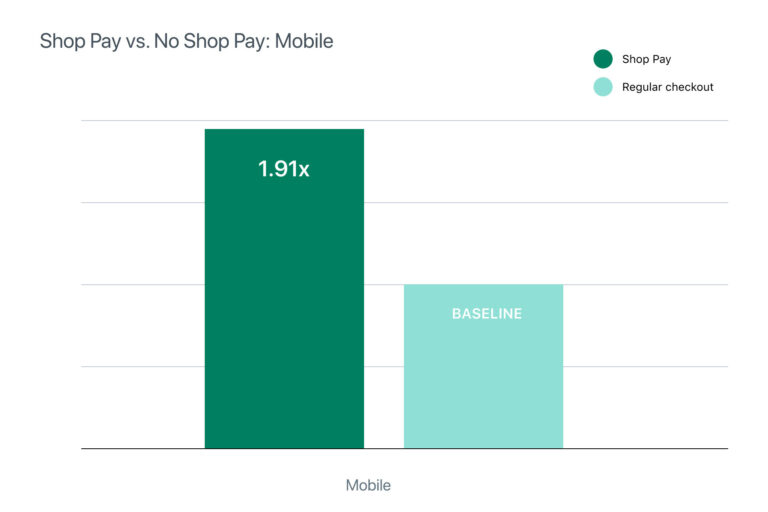 Shop Pay vs. No Shop Pay: Mobile
Shop Pay
Regular checkout
1.91x
BASELINE
Mobile